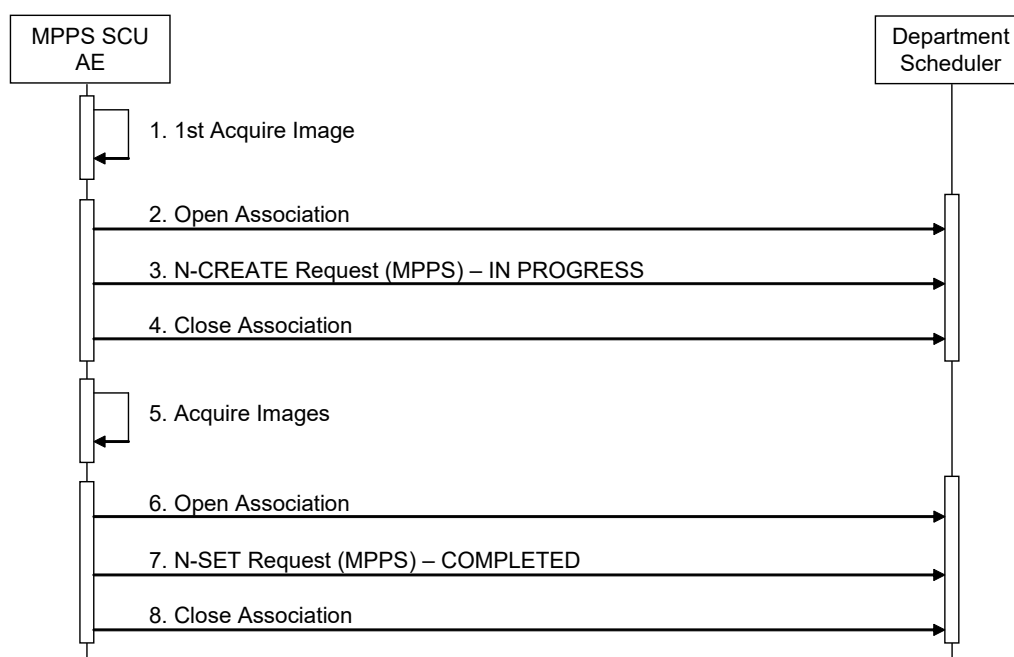 MPPS SCU
AE
Department
Scheduler
1. 1st Acquire Image
2. Open Association
3. N-CREATE Request (MPPS) – IN PROGRESS
4. Close Association
5. Acquire Images
6. Open Association
7. N-SET Request (MPPS) – COMPLETED
8. Close Association